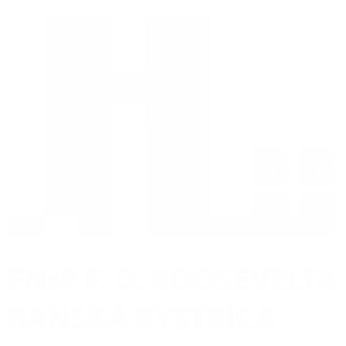 FNsP F. D. ROOSEVELTA
BANSKÁ BYSTRICA